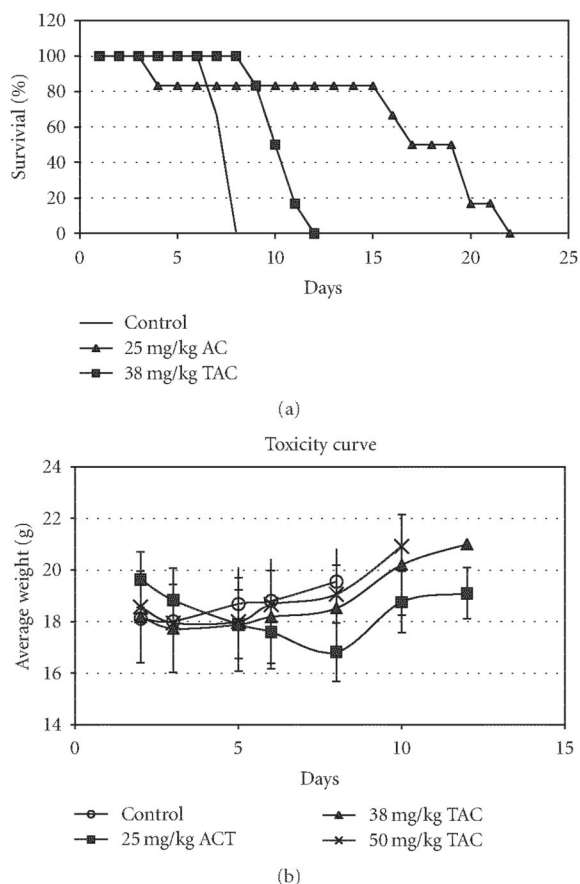 120
100
80
60
40
20
0
Survivial (%)
0 5 10 15 20 25
Days
Control
25 mg/kg AC
38 mg/kg TAC
(a)
Toxicity curve
24
22
20
18
16
14
Average weight (g)
0 5 10 15
Days
Control
25 mg/kg ACT
38 mg/kg TAC
50 mg/kg TAC
(b)